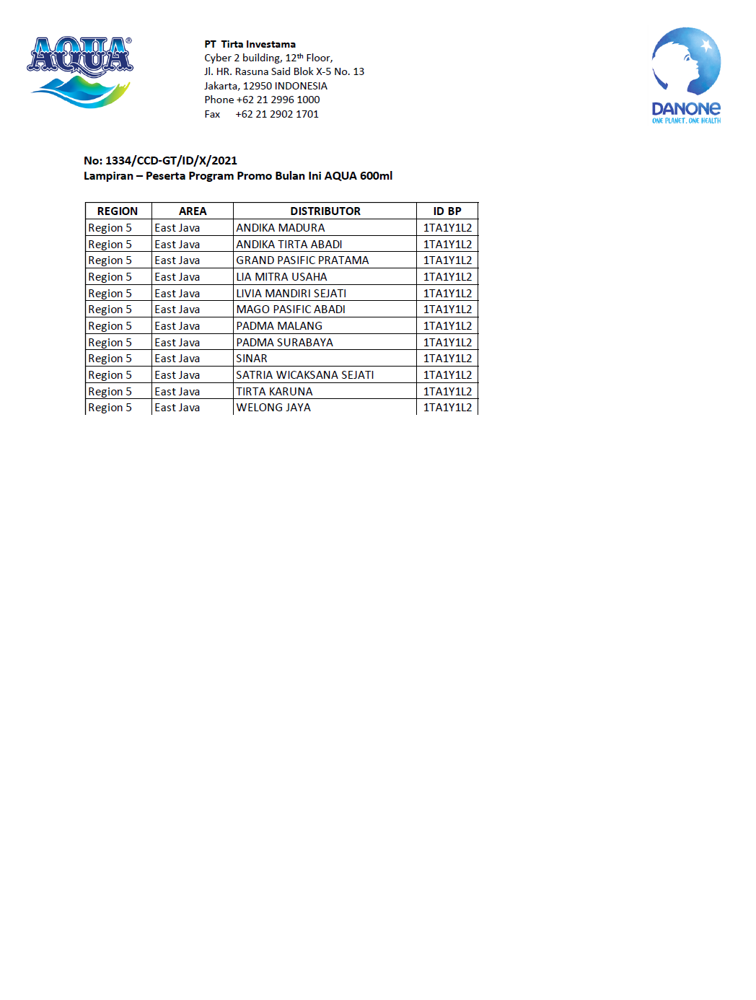 AQUA®
PT Tirta Investama
Cyber 2 building, 12th Floor,
Jl. HR. Rasuna Said Blok X-5 No. 13
Jakarta, 12950 INDONESIA
Phone +62 21 2996 1000
Fax +62 21 2902 1701
DANONE
ONE PLANET. ONE HEALTH
No: 1334/CCD-GT/ID/X/2021
Lampiran – Peserta Program Promo Bulan Ini AQUA 600ml
REGION AREA DISTRIBUTOR ID BP
Region 5 East Java ANDIKA MADURA 1TA1Y1L2
Region 5 East Java ANDIKA TIRTA ABADI 1TA1Y1L2
Region 5 East Java GRAND PASIFIC PRATAMA 1TA1Y1L2
Region 5 East Java LIA MITRA USAHA 1TA1Y1L2
Region 5 East Java LIVIA MANDIRI SEJATI 1TA1Y1L2
Region 5 East Java MAGO PASIFIC ABADI 1TA1Y1L2
Region 5 East Java PADMA MALANG 1TA1Y1L2
Region 5 East Java PADMA SURABAYA 1TA1Y1L2
Region 5 East Java SINAR 1TA1Y1L2
Region 5 East Java SATRIA WICAKSANA SEJATI 1TA1Y1L2
Region 5 East Java TIRTA KARUNA 1TA1Y1L2
Region 5 East Java WELONG JAYA 1TA1Y1L2